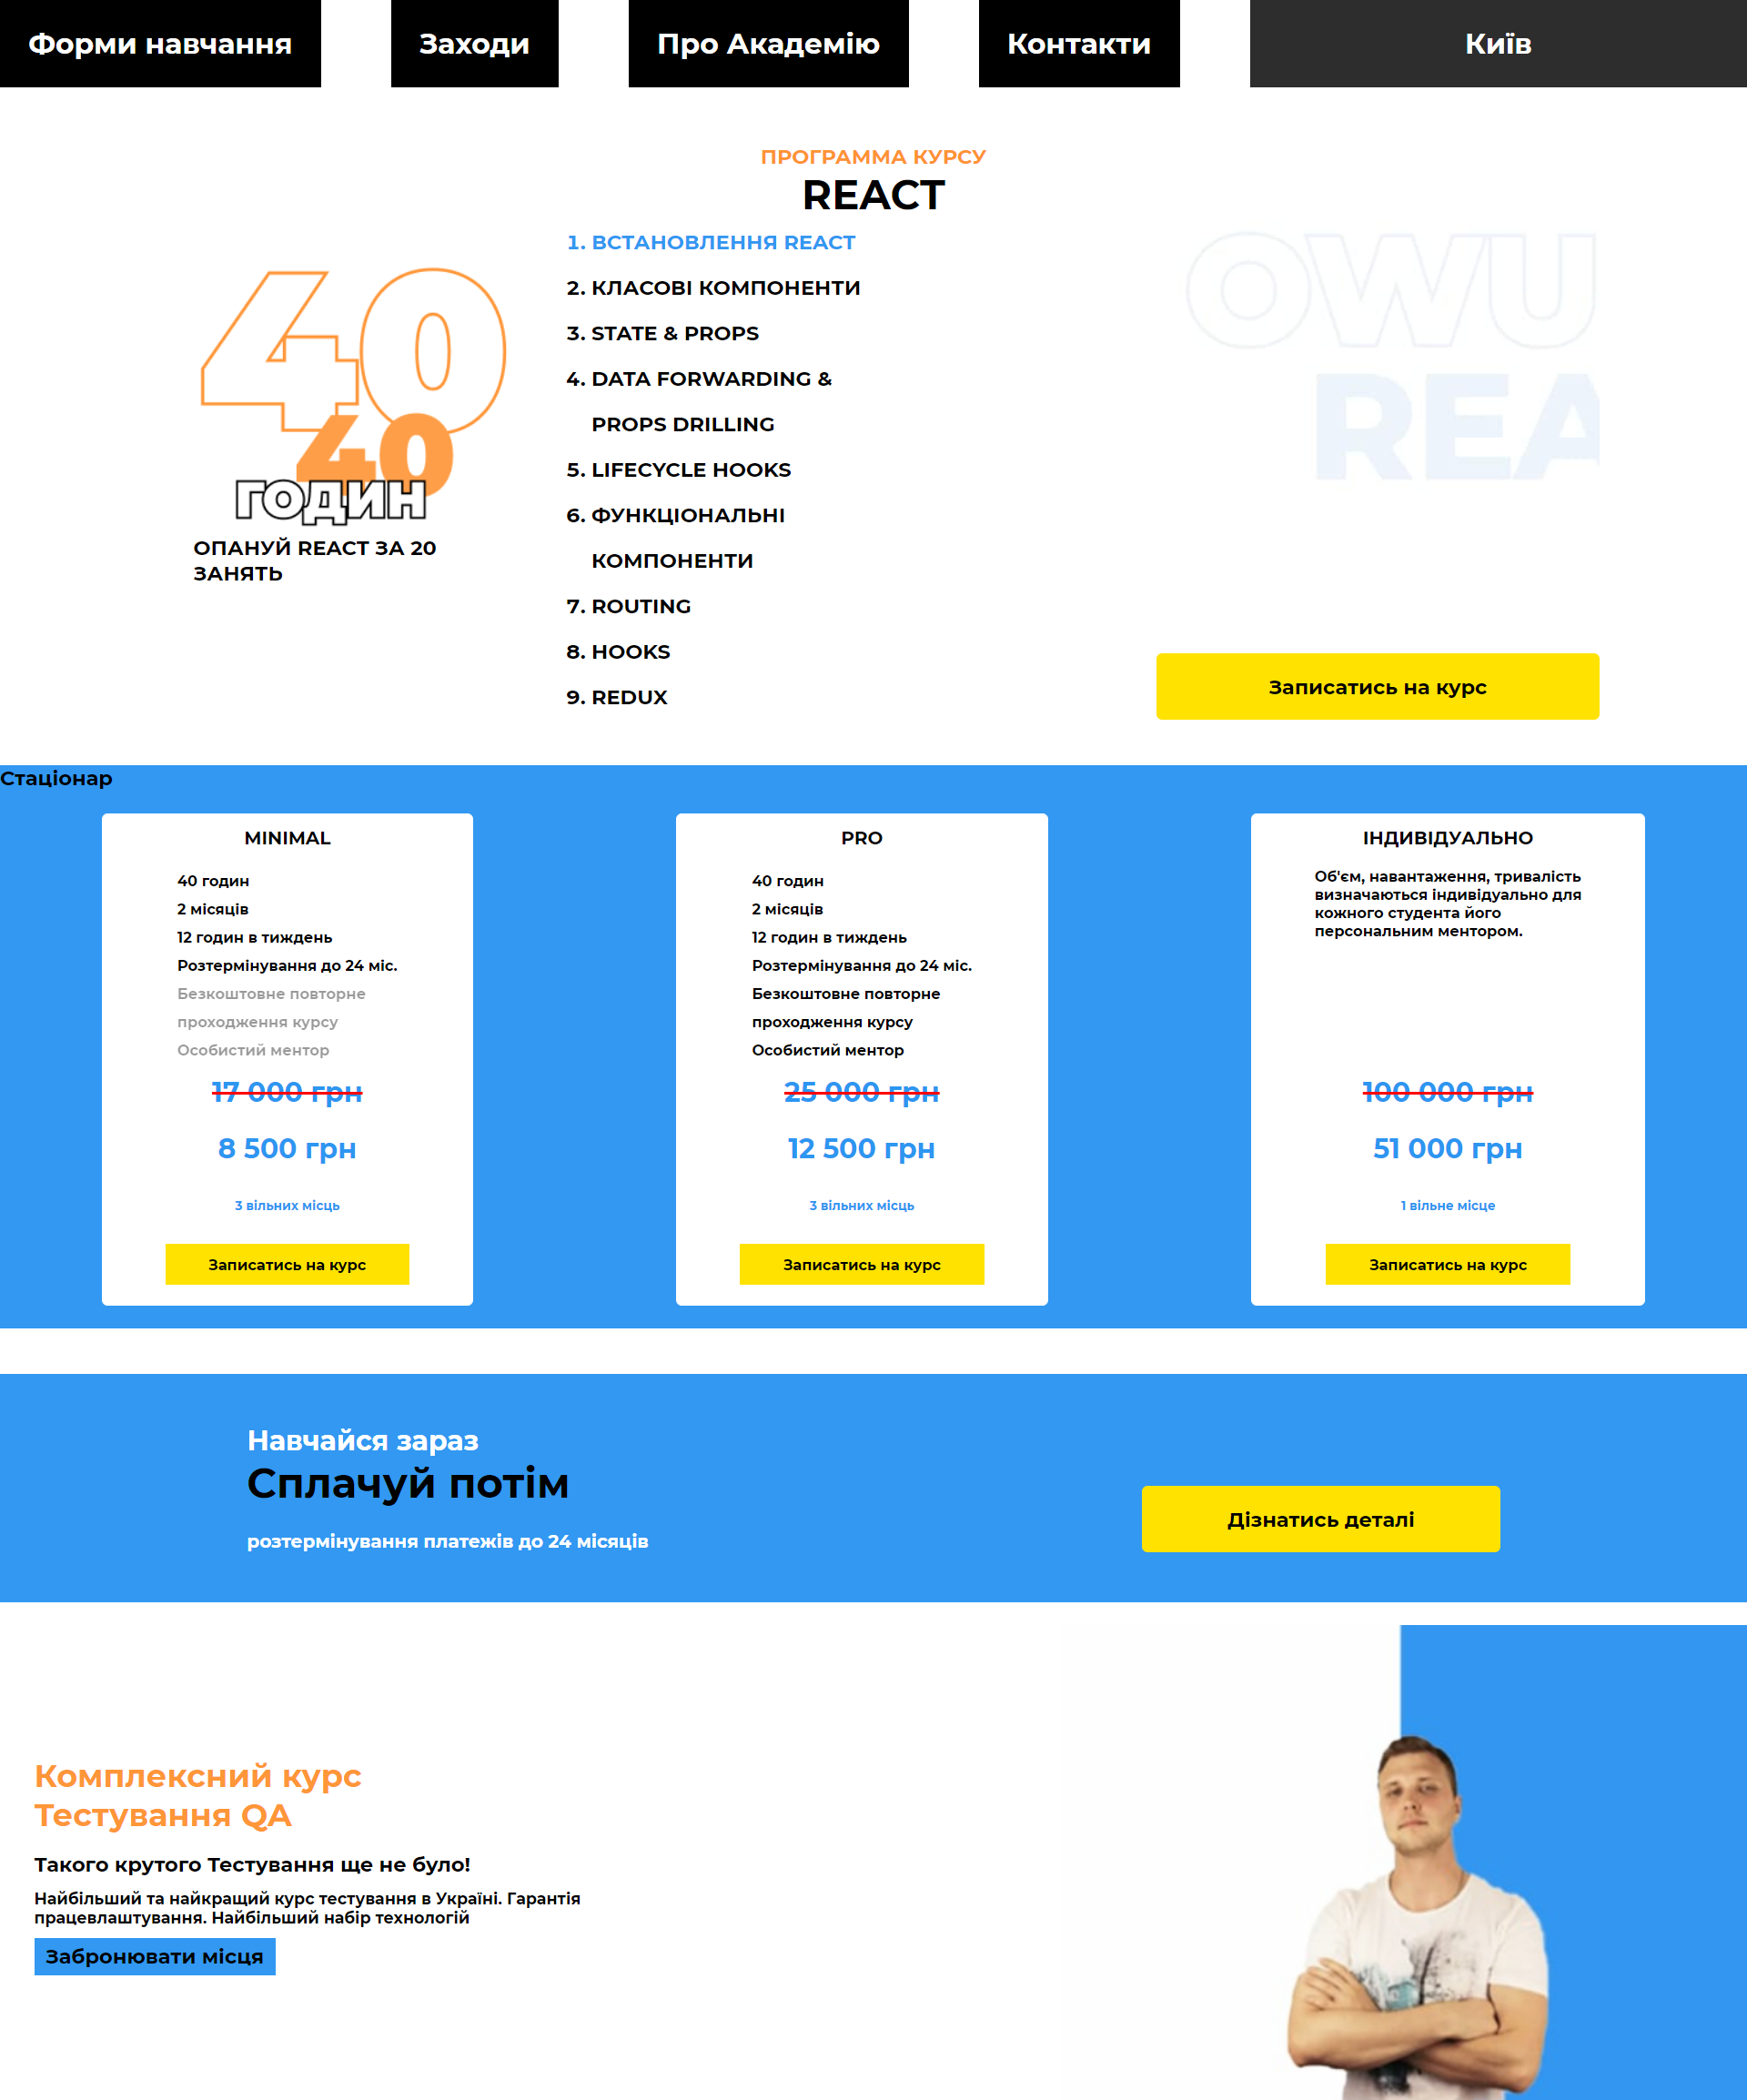 Форми навчання
Заходи
Про Академію
Контакти
Київ
ПРОГРАММА КУРСУ
REACT
40
40
ГОДИН
ОПАНУЙ REACT ЗА 20
ЗАНЯТЬ
1. ВСТАНОВЛЕННЯ REACT
2. КЛАСОВІ КОМПОНЕНТИ
3. STATE & PROPS
4. DATA FORWARDING &
PROPS DRILLING
5. LIFECYCLE HOOKS
6. ФУНКЦІОНАЛЬНІ
КОМПОНЕНТИ
7. ROUTING
8. HOOKS
9. REDUX
OWU
REA
Записатись на курс
Стаціонар
MINIMAL
40 годин
2 місяців
12 годин в тиждень
Розтермінування до 24 міс.
Безкоштовне повторне
проходження курсу
Особистий ментор
17 000 грн
8 500 грн
3 вільних місць
Записатись на курс
PRO
40 годин
2 місяців
12 годин в тиждень
Розтермінування до 24 міс.
Безкоштовне повторне
проходження курсу
Особистий ментор
25 000 грн
12 500 грн
3 вільних місць
Записатись на курс
ІНДИВІДУАЛЬНО
Об'єм, навантаження, тривалість
визначаються індивідуально для
кожного студента його
персональним ментором.
100 000 грн
51 000 грн
1 вільне місце
Записатись на курс
Навчайся зараз
Сплачуй потім
розтермінування платежів до 24 місяців
Дізнатись деталі
Комплексний курс
Тестування QA
Такого крутого Тестування ще не було!
Найбільший та найкращий курс тестування в Україні. Гарантія
працевлаштування. Найбільший набір технологій
Забронювати місця